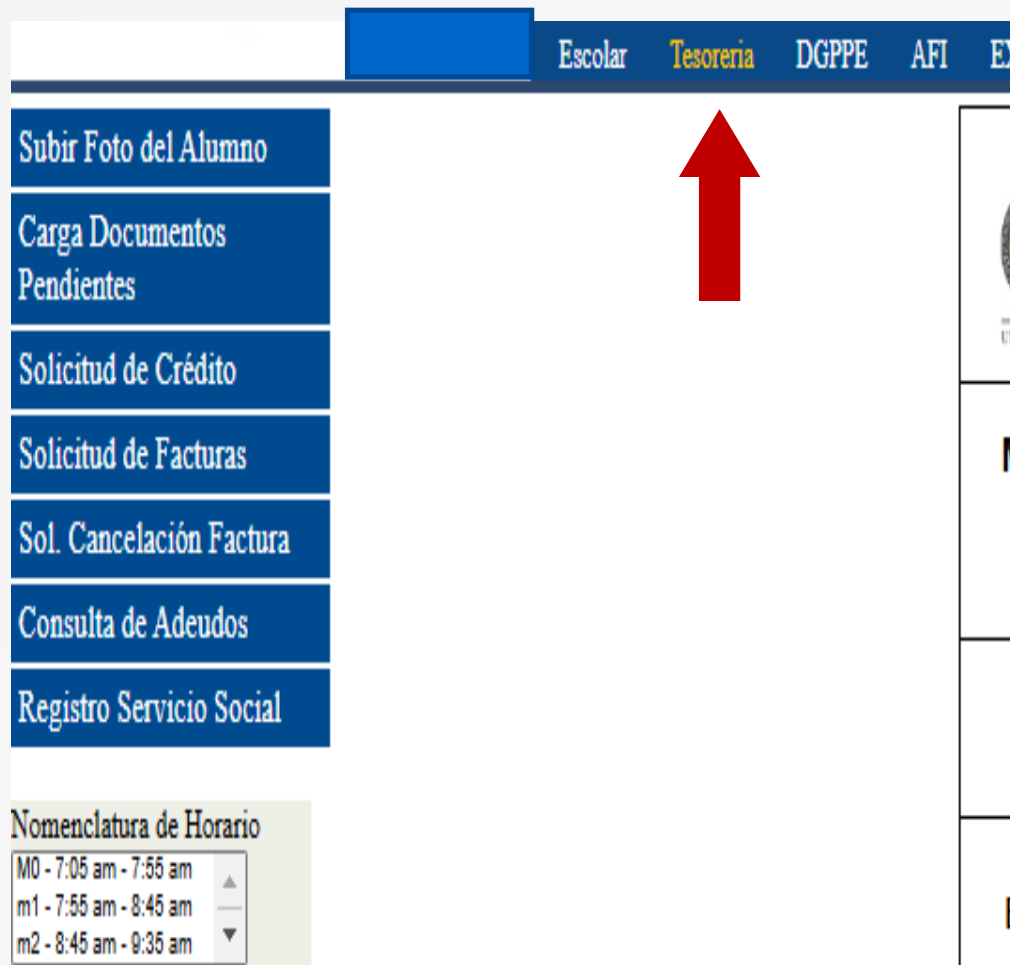 Escolar Tesoreria DGPPE AFI
Subir Foto del Alumno
Carga Documentos
Pendientes
Solicitud de Crédito
Solicitud de Facturas
Sol. Cancelación Factura
Consulta de Adeudos
Registro Servicio Social
Nomenclatura de Horario
M0 - 7:05 am - 7:55 am
m1 - 7:55 am - 8:45 am
m2 - 8:45 am - 9:35 am